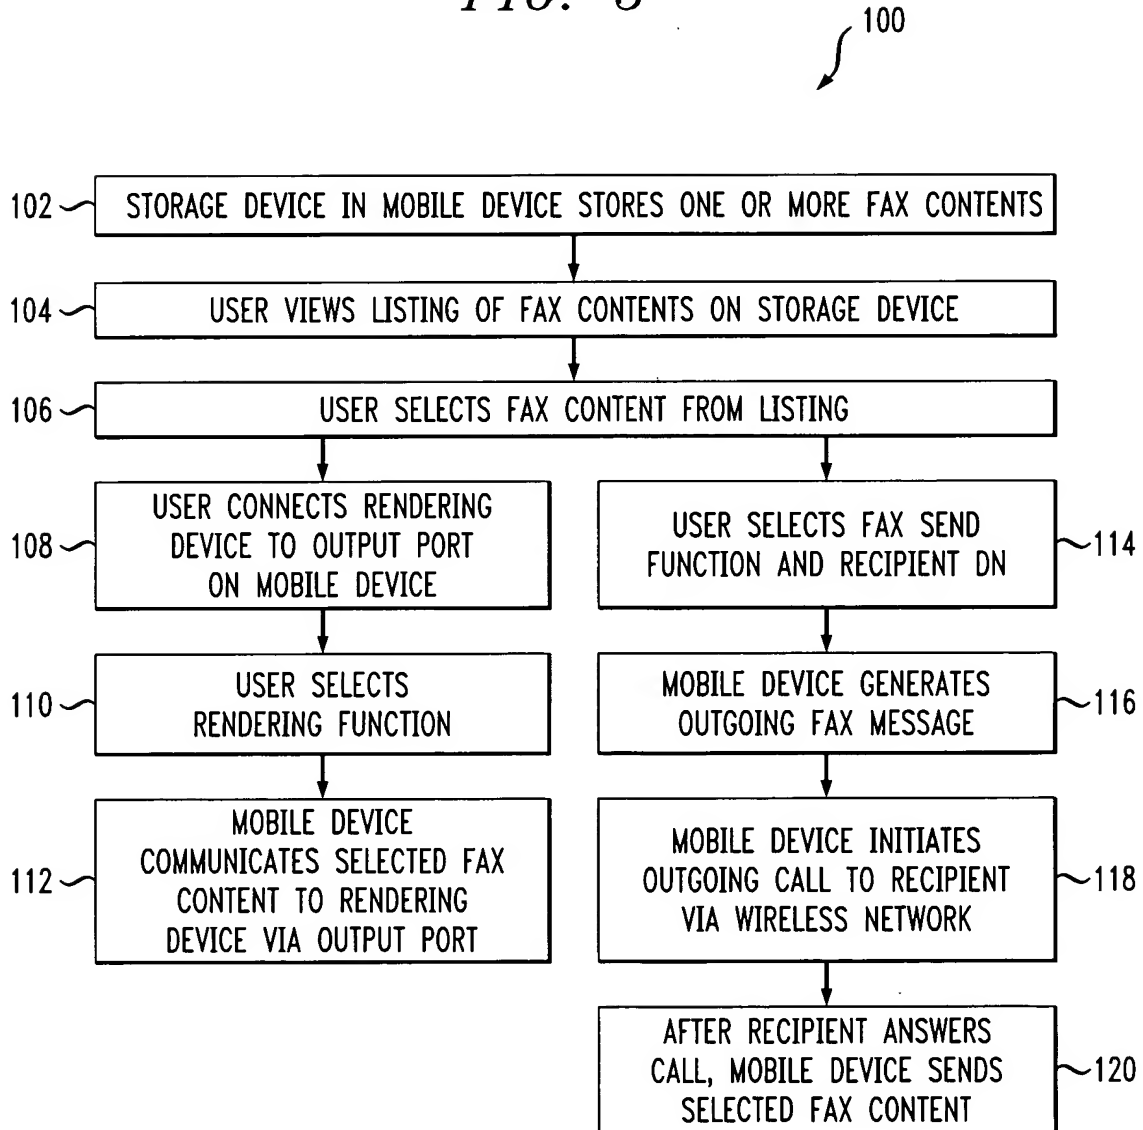 100
102
STORAGE DEVICE IN MOBILE DEVICE STORES ONE OR MORE FAX CONTENTS
104
USER VIEWS LISTING OF FAX CONTENTS ON STORAGE DEVICE
106
USER SELECTS FAX CONTENT FROM LISTING
108
USER CONNECTS RENDERING
DEVICE TO OUTPUT PORT
ON MOBILE DEVICE
110
USER SELECTS
RENDERING FUNCTION
112
MOBILE DEVICE
COMMUNICATES SELECTED FAX
CONTENT TO RENDERING
DEVICE VIA OUTPUT PORT
USER SELECTS FAX SEND
FUNCTION AND RECIPIENT DN
114
MOBILE DEVICE GENERATES
OUTGOING FAX MESSAGE
116
MOBILE DEVICE INITIATES
OUTGOING CALL TO RECIPIENT
VIA WIRELESS NETWORK
118
AFTER RECIPIENT ANSWERS
CALL, MOBILE DEVICE SENDS
SELECTED FAX CONTENT
120